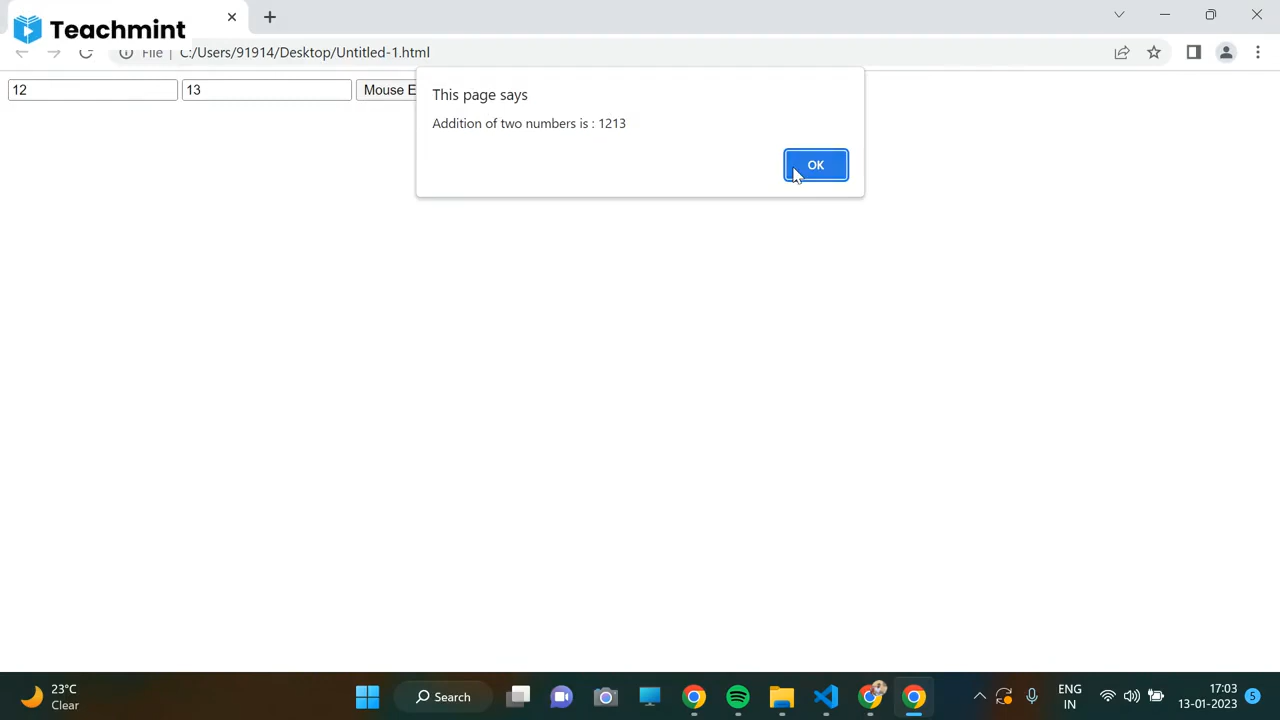 Teachmint
File | C:/Users/91914/Desktop/Untitled-1.html
12
13
Mouse E
This page says
Addition of two numbers is : 1213
OK
23°C
Clear
Search
ENG
IN
17:03
13-01-2023
5